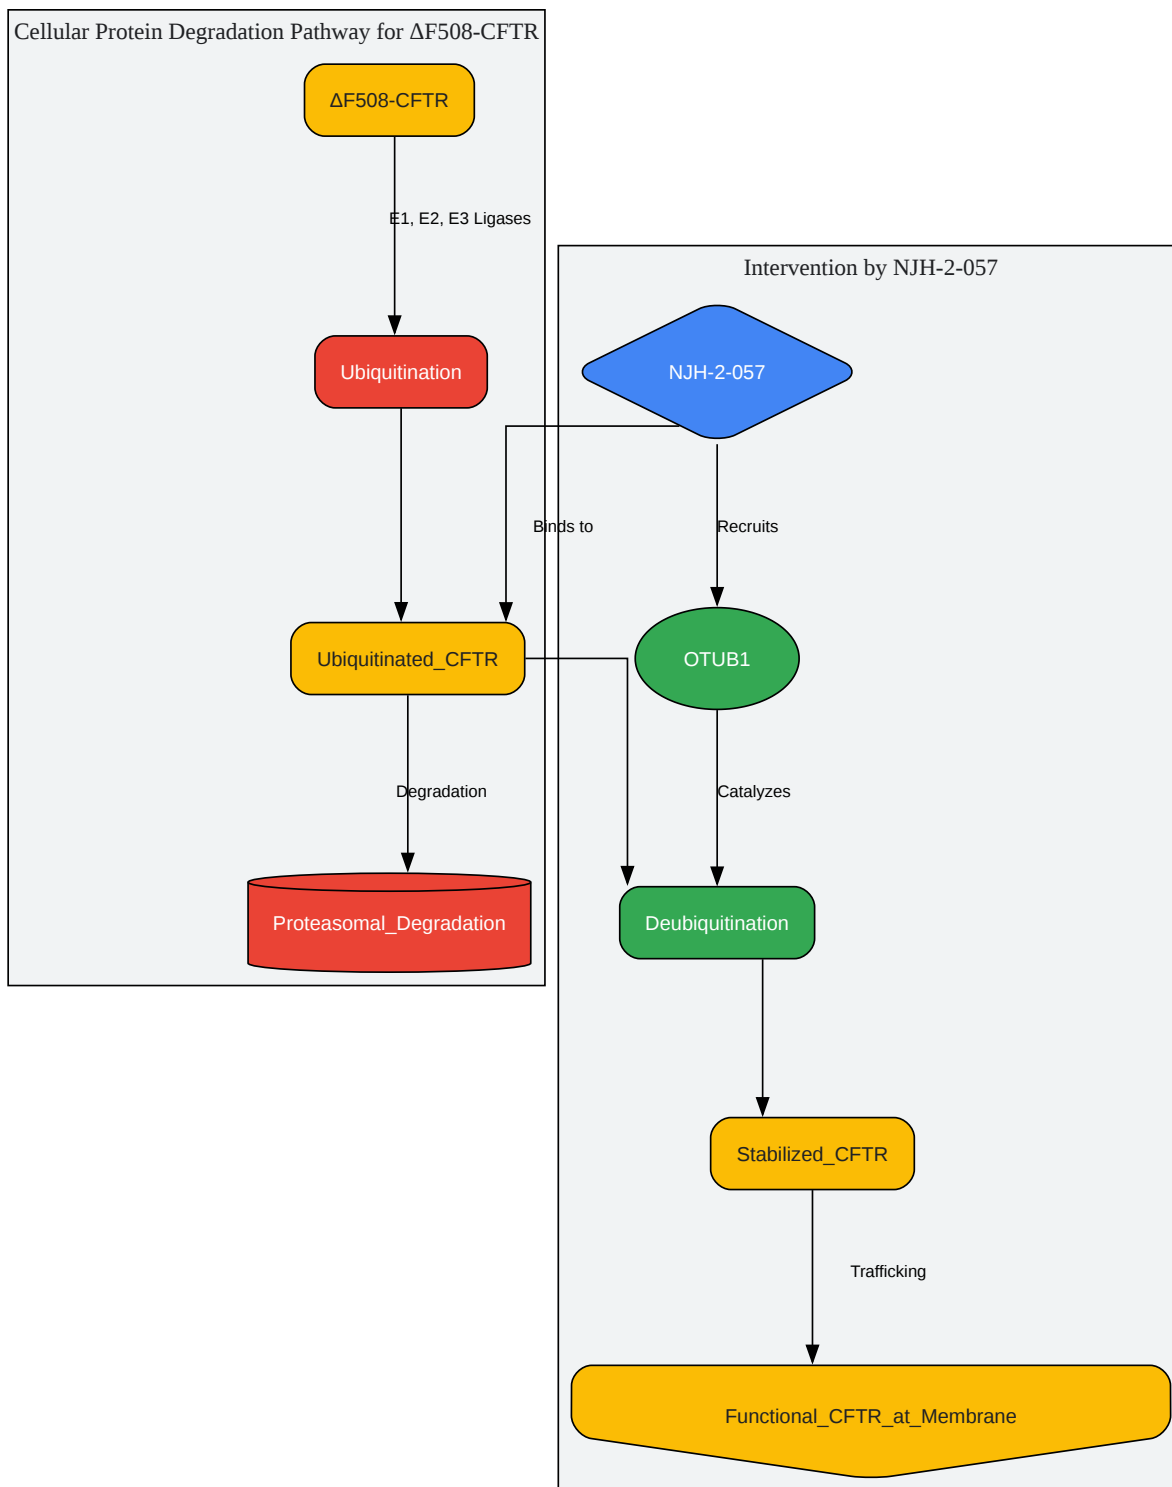 Cellular Protein Degradation Pathway for ΔF508-CFTR
ΔF508-CFTR
E1, E2, E3 Ligases
Ubiquitination
Ubiquitinated_CFTR
Degradation
Proteasomal_Degradation
Intervention by NJH-2-057
NJH-2-057
Binds to
Recruits
OTUB1
Catalyzes
Deubiquitination
Stabilized_CFTR
Trafficking
Functional_CFTR_at_Membrane